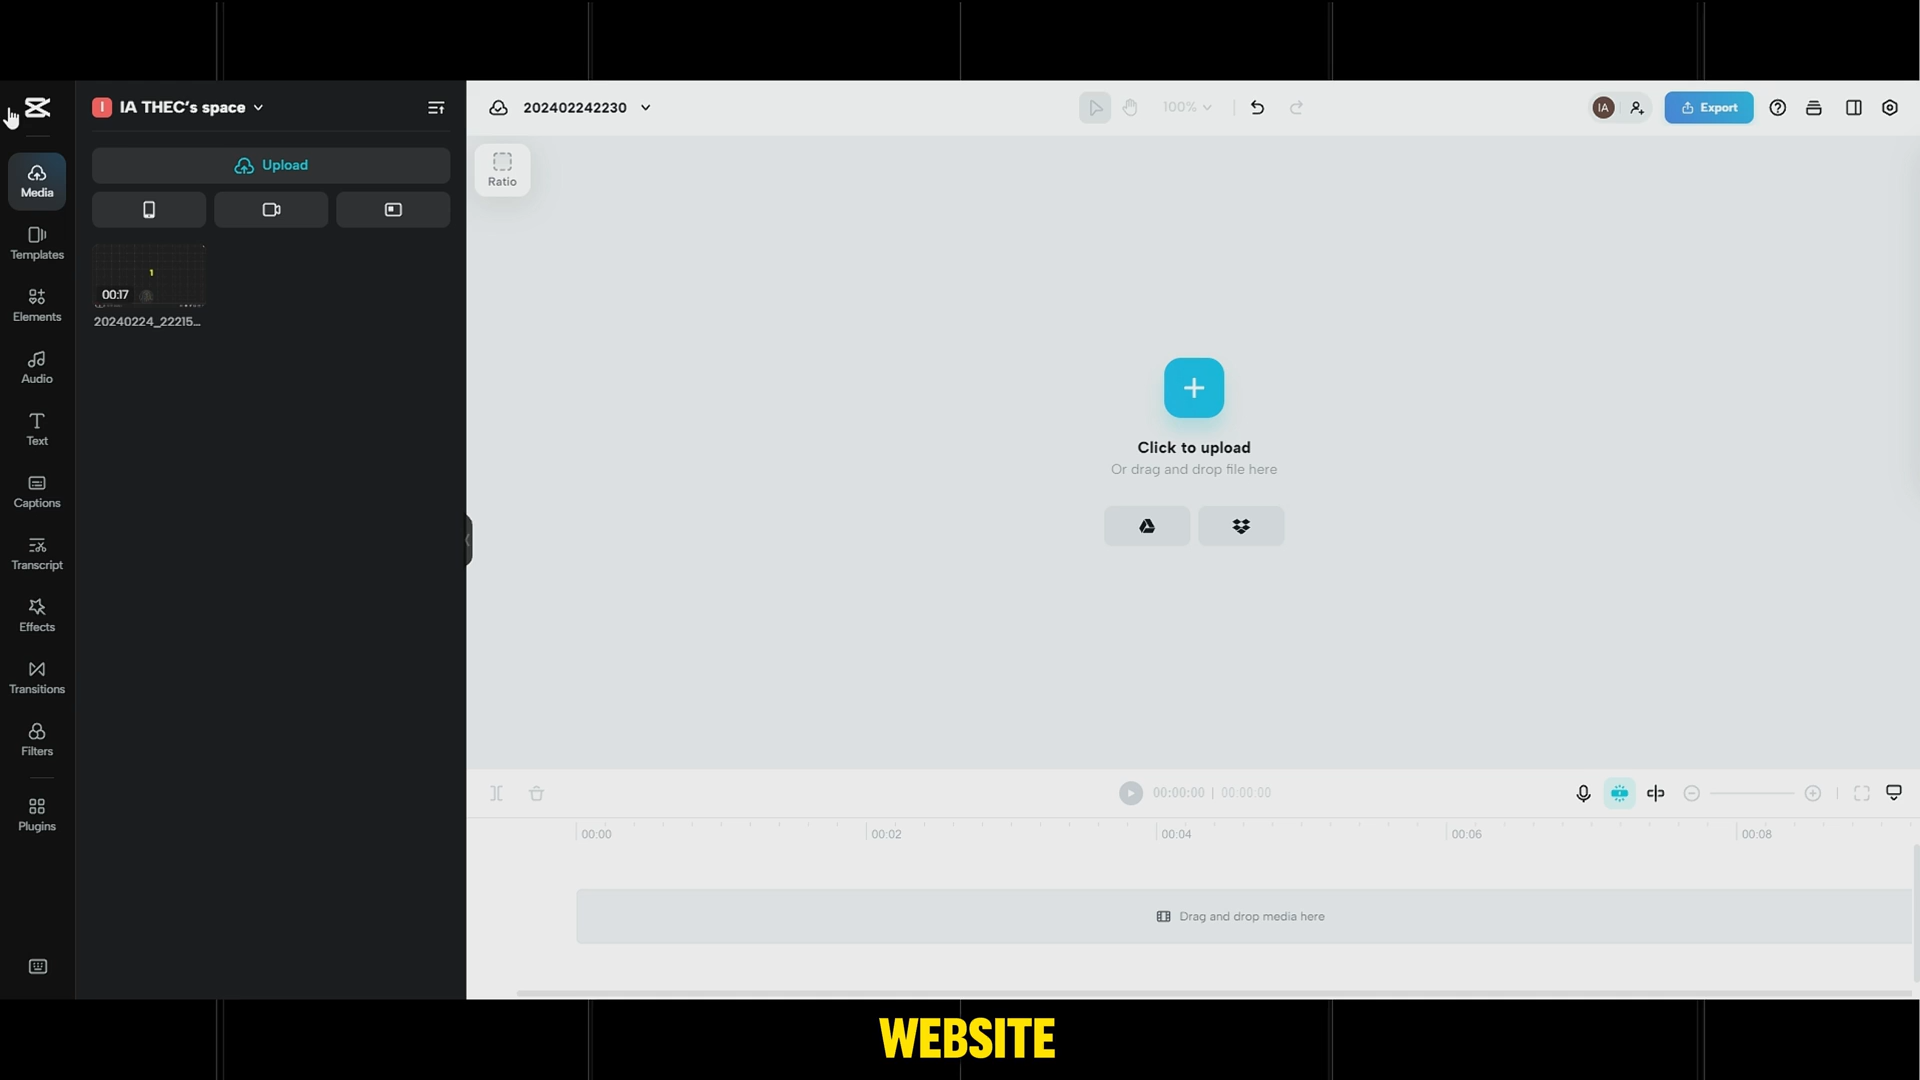 I IA THEC's space
202402242230
100%
IA
Export
Media
Upload
Ratio
Templates
1
00:17
20240224_22215...
Elements
Audio
Text
Click to upload
Or drag and drop file here
Captions
Transcript
Effects
Transitions
Filters
Plugins
00:00:00 | 00:00:00
00:00
00:02
00:04
00:06
00:08
Drag and drop media here
WEBSITE